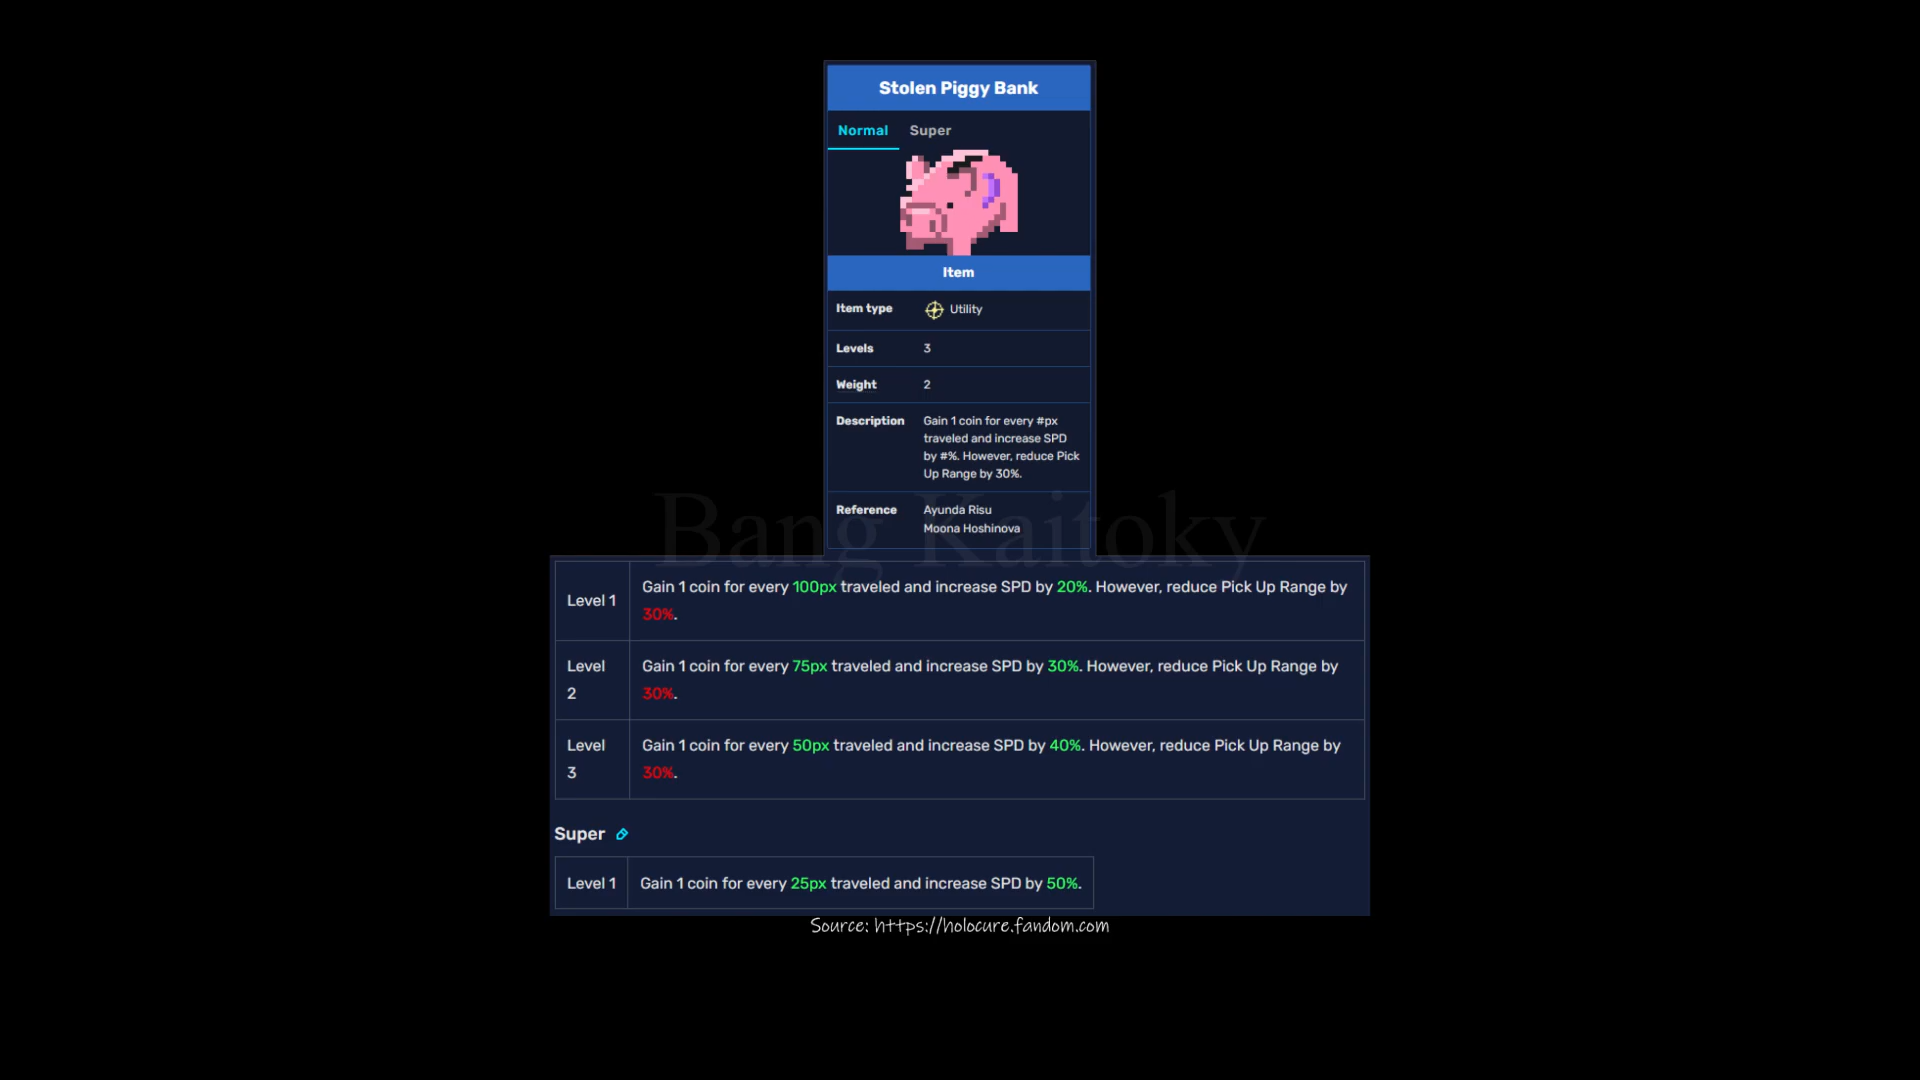 Stolen Piggy Bank
Normal Super
Item
Item type Utility
Levels 3
Weight 2
Description Gain 1 coin for every #px
traveled and increase SPD
by #%. However, reduce Pick
Up Range by 30%.
Reference Ayunda Risu
Moona Hoshinova
Bang Kaitoky
Level 1 Gain 1 coin for every 100px traveled and increase SPD by 20%. However, reduce Pick Up Range by
30%.
Level Gain 1 coin for every 75px traveled and increase SPD by 30%. However, reduce Pick Up Range by
2 30%.
Level Gain 1 coin for every 50px traveled and increase SPD by 40%. However, reduce Pick Up Range by
3 30%.
Super
Level 1 Gain 1 coin for every 25px traveled and increase SPD by 50%.
Source: https://holocure.fandom.com